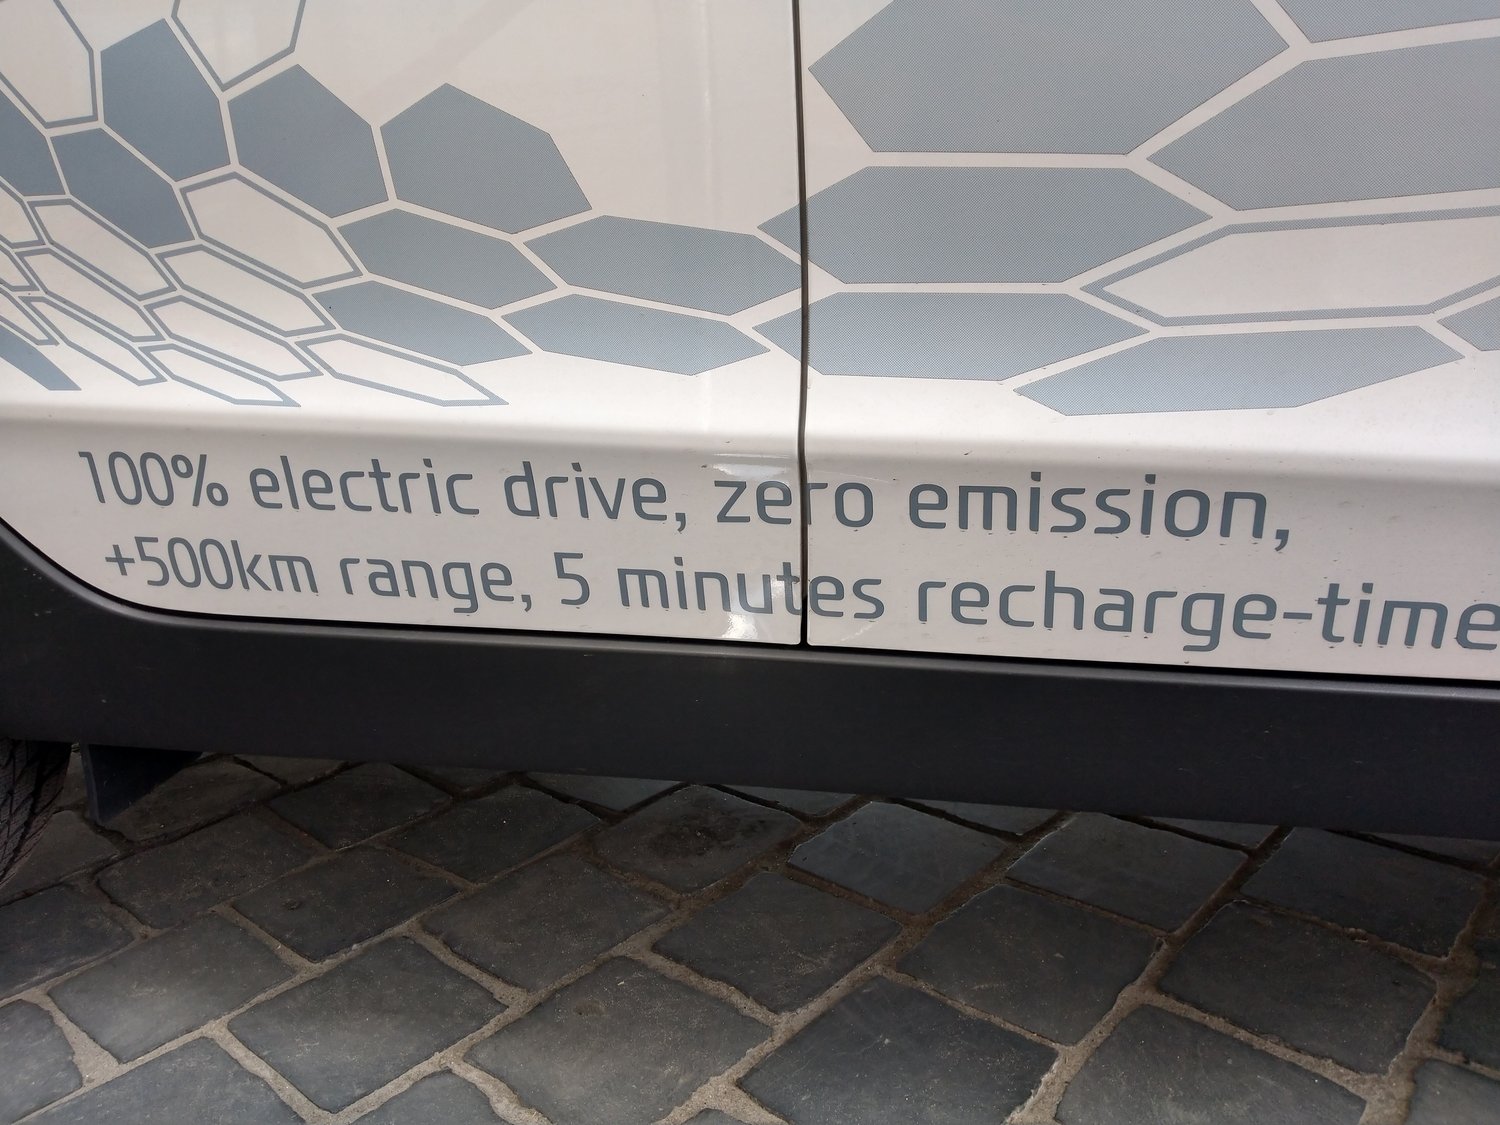 100% electric drive, zero emission,
+500km range, 5 minutes recharge-time